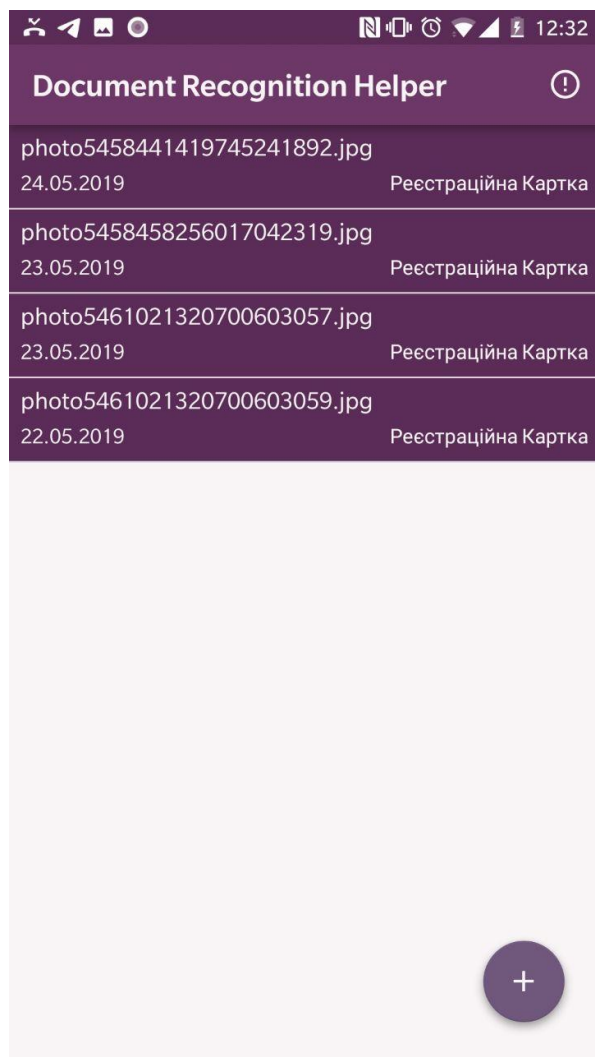 12:32
Document Recognition Helper
photo5458441419745241892.jpg
24.05.2019 Реєстраційна Картка
photo5458458256017042319.jpg
23.05.2019 Реєстраційна Картка
photo5461021320700603057.jpg
23.05.2019 Реєстраційна Картка
photo5461021320700603059.jpg
22.05.2019 Реєстраційна Картка